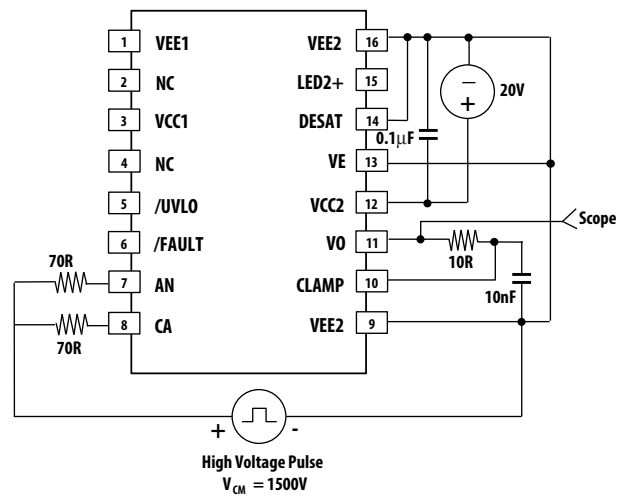 1 VEE1
2 NC
3 VCC1
4 NC
5 /UVLO
6 /FAULT
70R
7 AN
8 CA
70R
VEE2 16
LED2+ 15
DESAT 14
VE 13
VCC2 12
VO 11
CLAMP 10
VEE2 9
0.1μF
−
+
20V
Scope
10R
10nF
+ -
High Voltage Pulse
VCM = 1500V